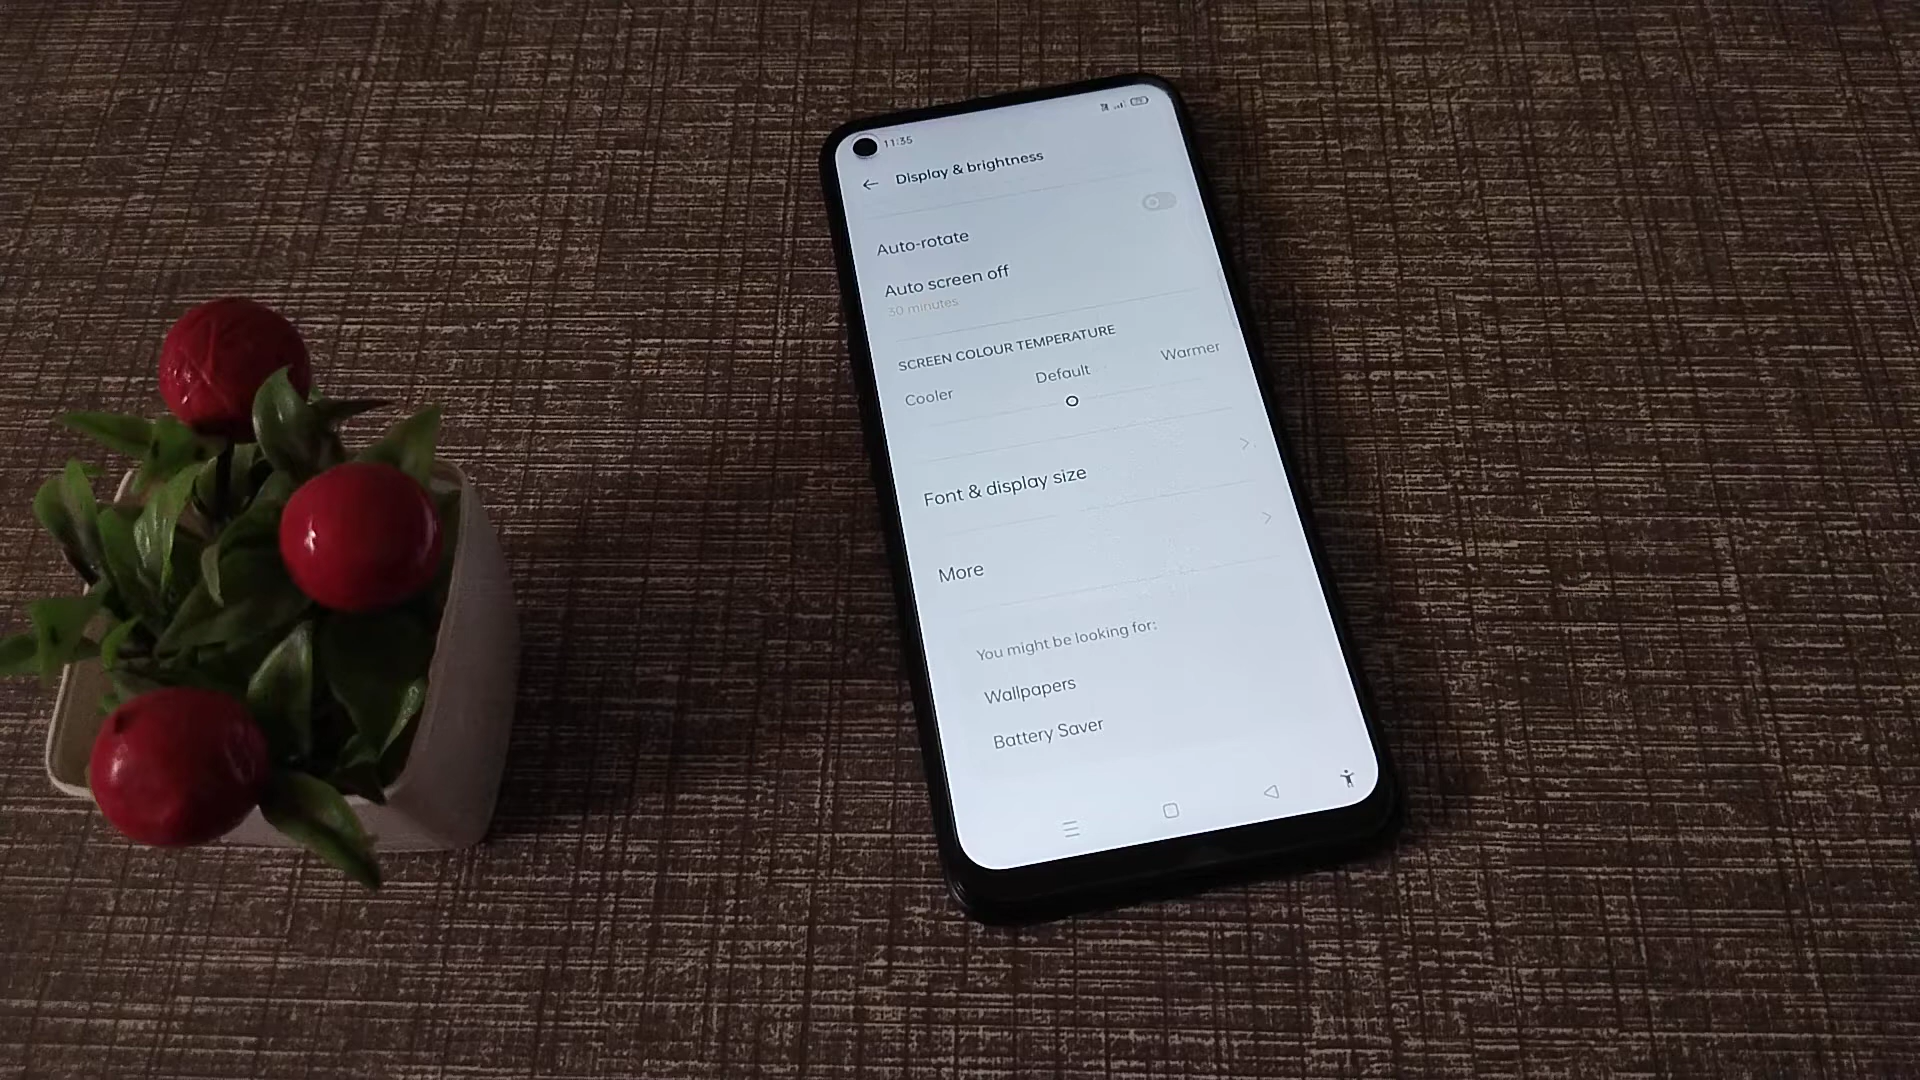 11:35
Display & brightness
Auto-rotate
Auto screen off
30 minutes
SCREEN COLOUR TEMPERATURE
Cooler Default Warmer
Font & display size
More
You might be looking for:
Wallpapers
Battery Saver